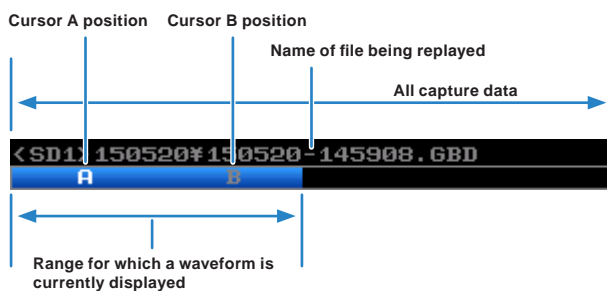 Cursor A position
Cursor B position
Name of file being replayed
All capture data
<SD1>150520¥150520-145908.GBD
A
B
Range for which a waveform is
currently displayed